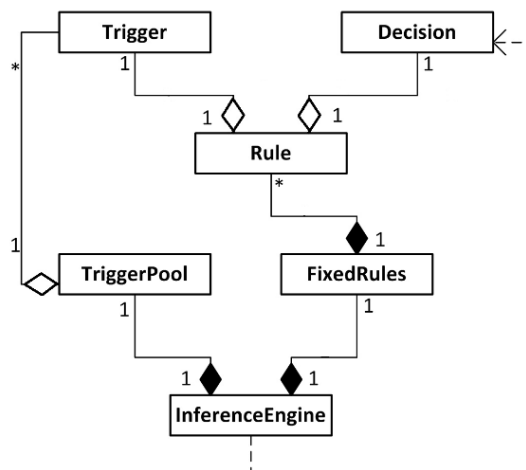 Trigger Decision
* 1 1
1 1
Rule
*
1 1
TriggerPool FixedRules
1 1
1 1
InferenceEngine